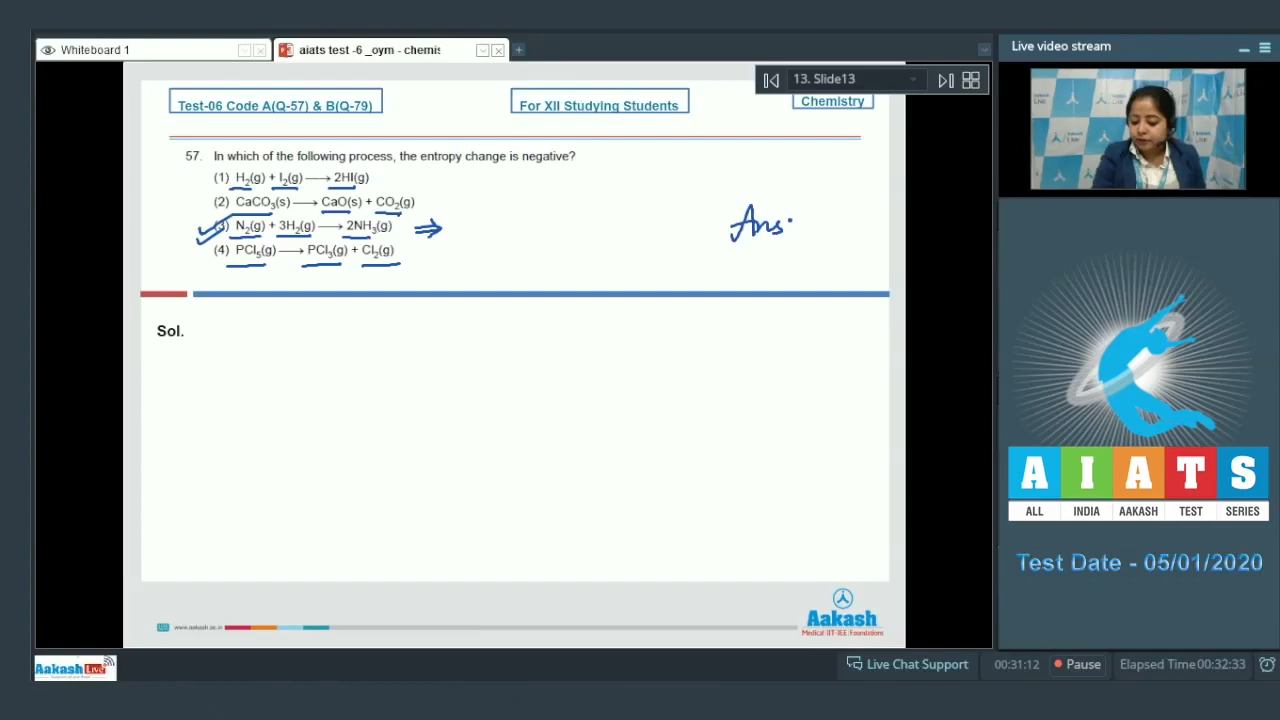 Whiteboard 1
aiats test -6 _oym - chemis
Live video stream
13. Slide13
Test-06 Code A(Q-57) & B(Q-79)
For XII Studying Students
Chemistry
57. In which of the following process, the entropy change is negative?
(1) H₂(g) + I₂(g) ⟶ 2HI(g)
(2) CaCO₃(s) ⟶ CaO(s) + CO₂(g)
(3) N₂(g) + 3H₂(g) ⟶ 2NH₃(g) ⇒
(4) PCl₅(g) ⟶ PCl₃(g) + Cl₂(g)
Ans
Sol.
A I A T S
ALL INDIA AAKASH TEST SERIES
Test Date - 05/01/2020
www.aakash.ac.in
Aakash
Medical|IIT-JEE|Foundations
Aakash Live
Live Chat Support
00:31:12
Pause
Elapsed Time 00:32:33